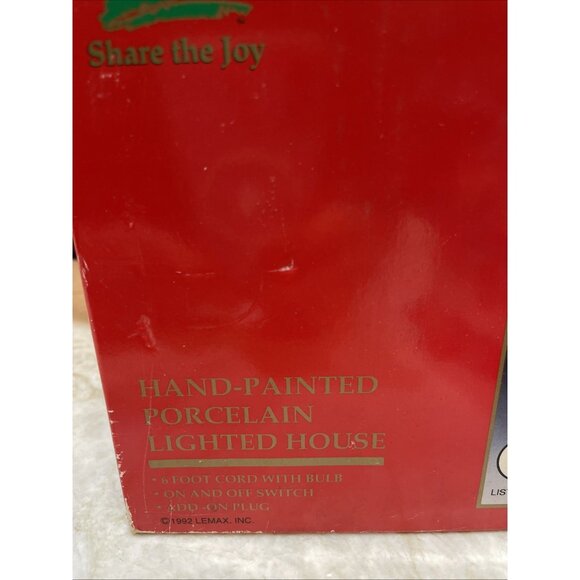 Share the Joy
HAND-PAINTED
PORCELAIN
LIGHTED HOUSE
• 6 FOOT CORD WITH BULB
• ON AND OFF SWITCH
• ADD-ON PLUG
©1992 LEMAX, INC.
LIS